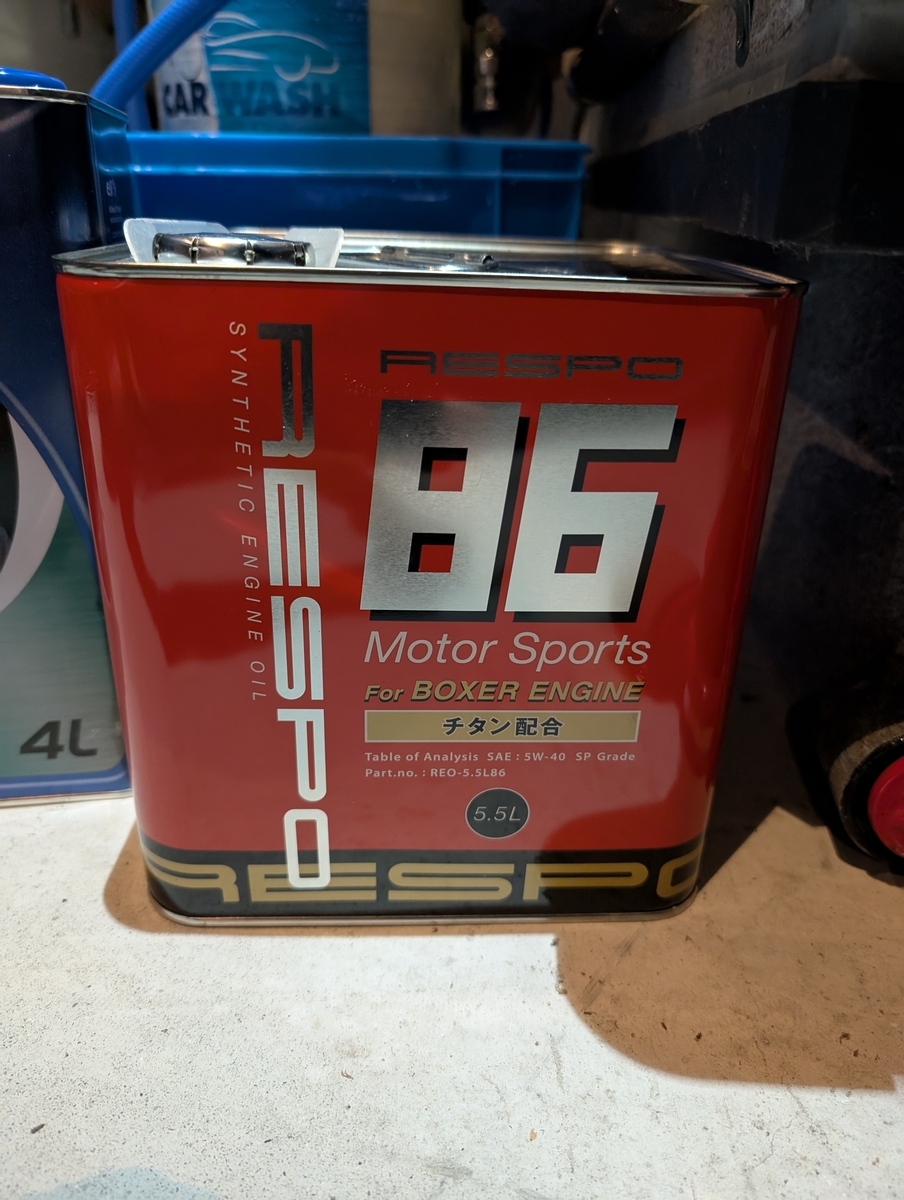 CAR WASH
RESPO
SYNTHETIC ENGINE OIL
RESPO
86
Motor Sports
For BOXER ENGINE
チタン配合
Table of Analysis SAE : 5W-40 SP Grade
Part.no. : REO-5.5L86
5.5L
RESPO
4L